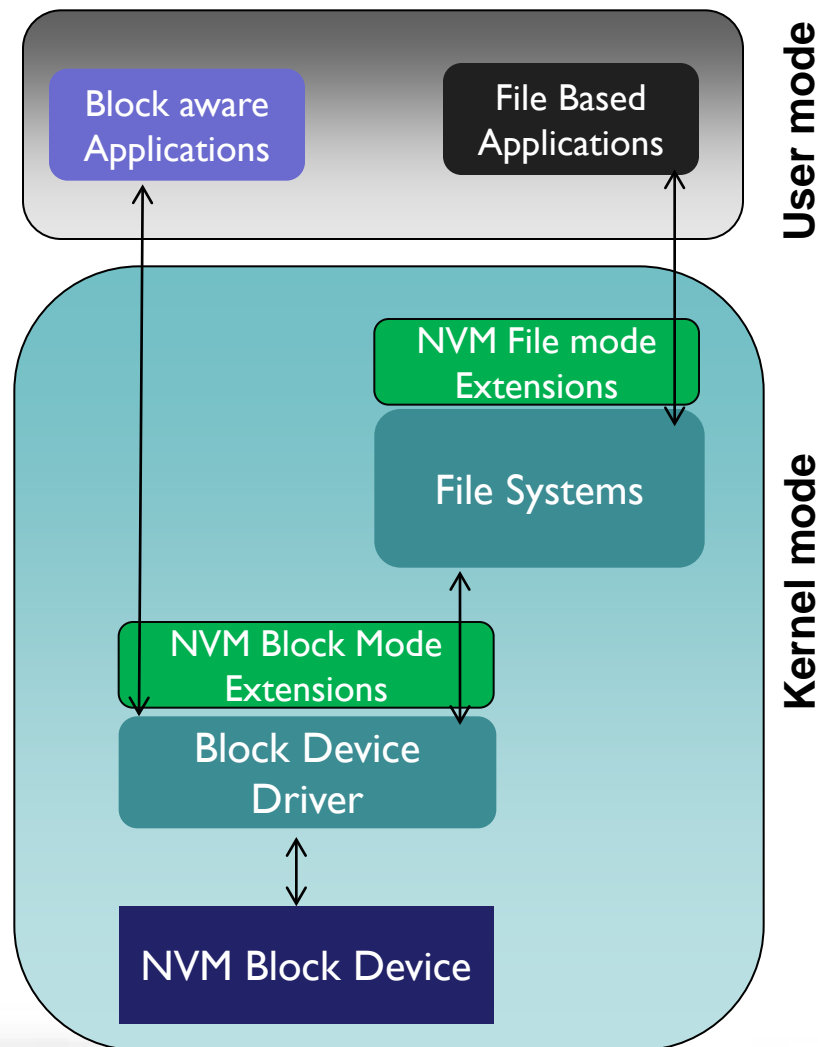 Block aware
Applications
File Based
Applications
User mode
NVM File mode
Extensions
File Systems
Kernel mode
NVM Block Mode
Extensions
Block Device
Driver
NVM Block Device